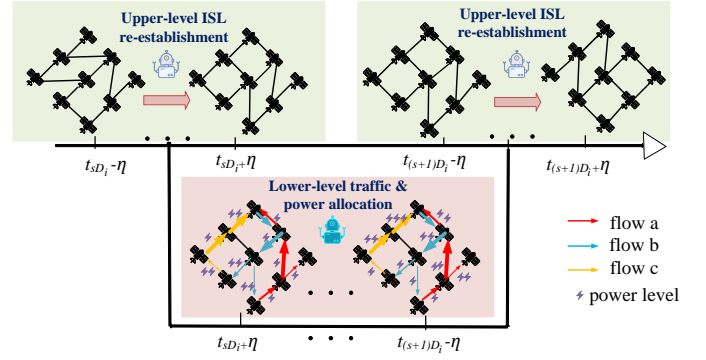 Upper-level ISL
re-establishment
Upper-level ISL
re-establishment
t_{sD_i}-η
t_{sD_i}+η
t_{(s+1)D_i}-η
t_{(s+1)D_i}+η
Lower-level traffic &
power allocation
flow a
flow b
flow c
power level
t_{sD_i}+η
t_{(s+1)D_i}-η